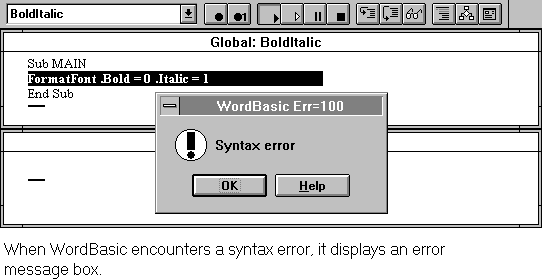 BoldItalic
Global: BoldItalic
Sub MAIN
FormatFont .Bold = 0 .Italic = 1
End Sub
WordBasic Err=100
Syntax error
OK Help
When WordBasic encounters a syntax error, it displays an error
message box.